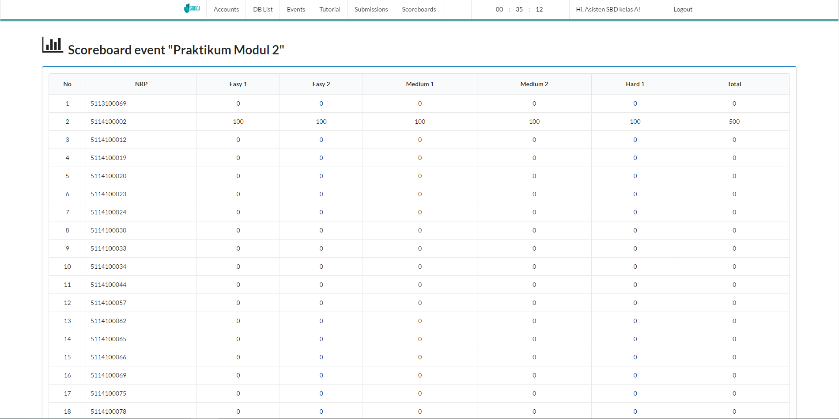 Accounts DB List Events Tutorial Submissions Scoreboards 00 : 35 : 12 Hi, Asisten SBD kelas A! Logout
Scoreboard event "Praktikum Modul 2"
No NRP Easy 1 Easy 2 Medium 1 Medium 2 Hard 1 Total
1 5113100069 0 0 0 0 0 0
2 5114100002 100 100 100 100 100 500
3 5114100012 0 0 0 0 0 0
4 5114100019 0 0 0 0 0 0
5 5114100020 0 0 0 0 0 0
6 5114100023 0 0 0 0 0 0
7 5114100024 0 0 0 0 0 0
8 5114100030 0 0 0 0 0 0
9 5114100033 0 0 0 0 0 0
10 5114100034 0 0 0 0 0 0
11 5114100044 0 0 0 0 0 0
12 5114100057 0 0 0 0 0 0
13 5114100062 0 0 0 0 0 0
14 5114100065 0 0 0 0 0 0
15 5114100066 0 0 0 0 0 0
16 5114100069 0 0 0 0 0 0
17 5114100075 0 0 0 0 0 0
18 5114100078 0 0 0 0 0 0